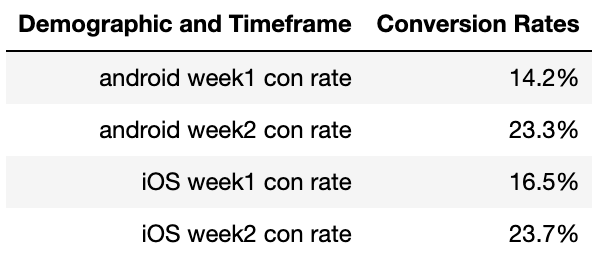 Demographic and Timeframe Conversion Rates
android week1 con rate 14.2%
android week2 con rate 23.3%
iOS week1 con rate 16.5%
iOS week2 con rate 23.7%